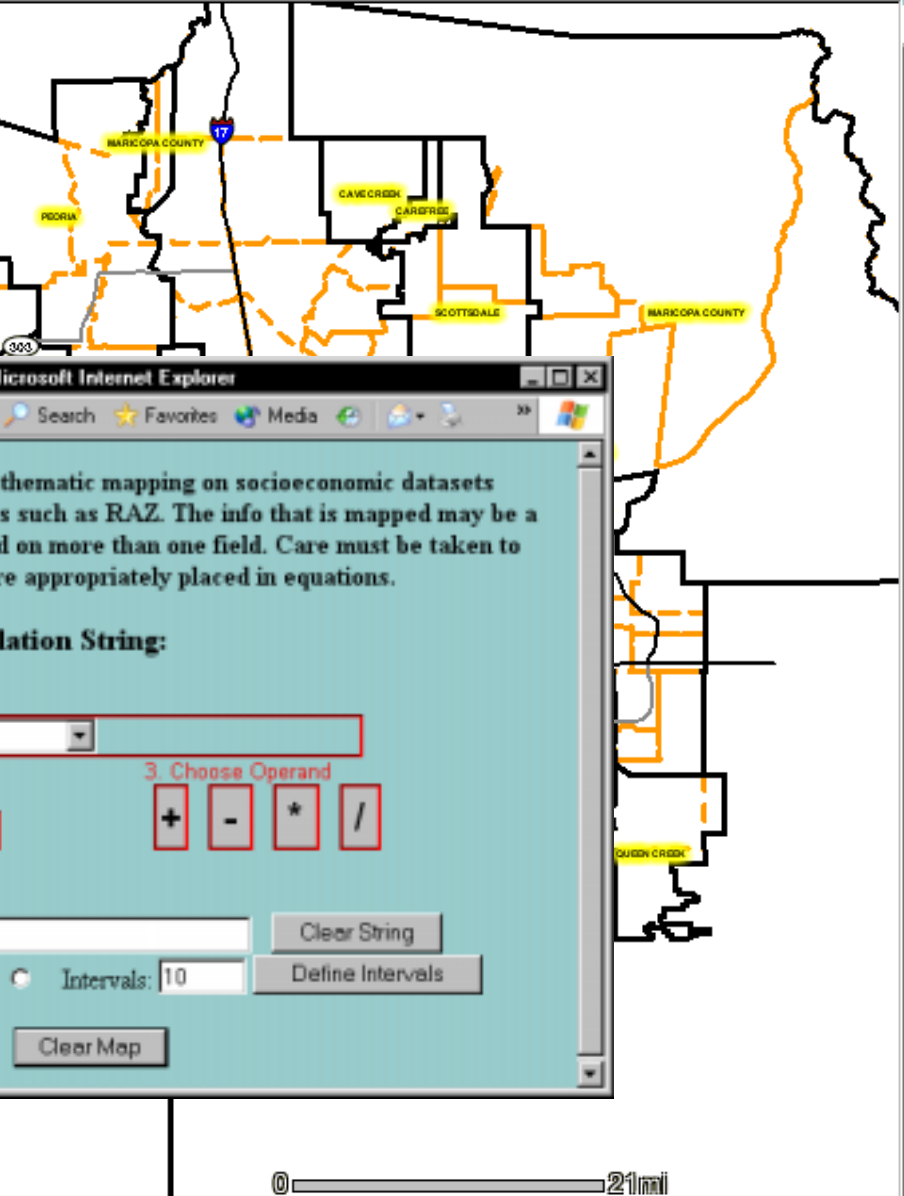 17
MARICOPA COUNTY
CAVE CREEK
CAREFREE
PEORIA
SCOTTSDALE
MARICOPA COUNTY
303
Microsoft Internet Explorer
Search Favorites Media »
thematic mapping on socioeconomic datasets
s such as RAZ. The info that is mapped may be a
d on more than one field. Care must be taken to
re appropriately placed in equations.
lation String:
3. Choose Operand
+ - * /
QUEEN CREEK
Clear String
Intervals: 10 Define Intervals
Clear Map
0 21mi